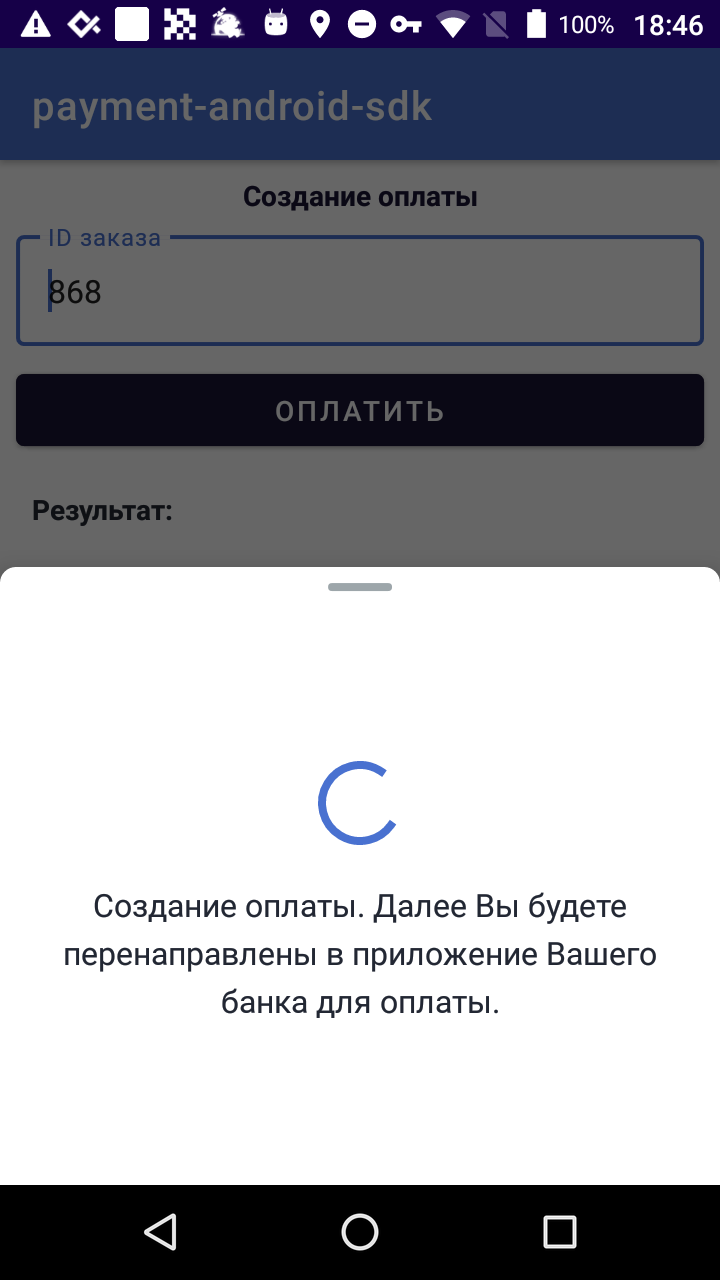 100% 18:46
payment-android-sdk
Создание оплаты
ID заказа
868
ОПЛАТИТЬ
Результат:
Создание оплаты. Далее Вы будете
перенаправлены в приложение Вашего
банка для оплаты.